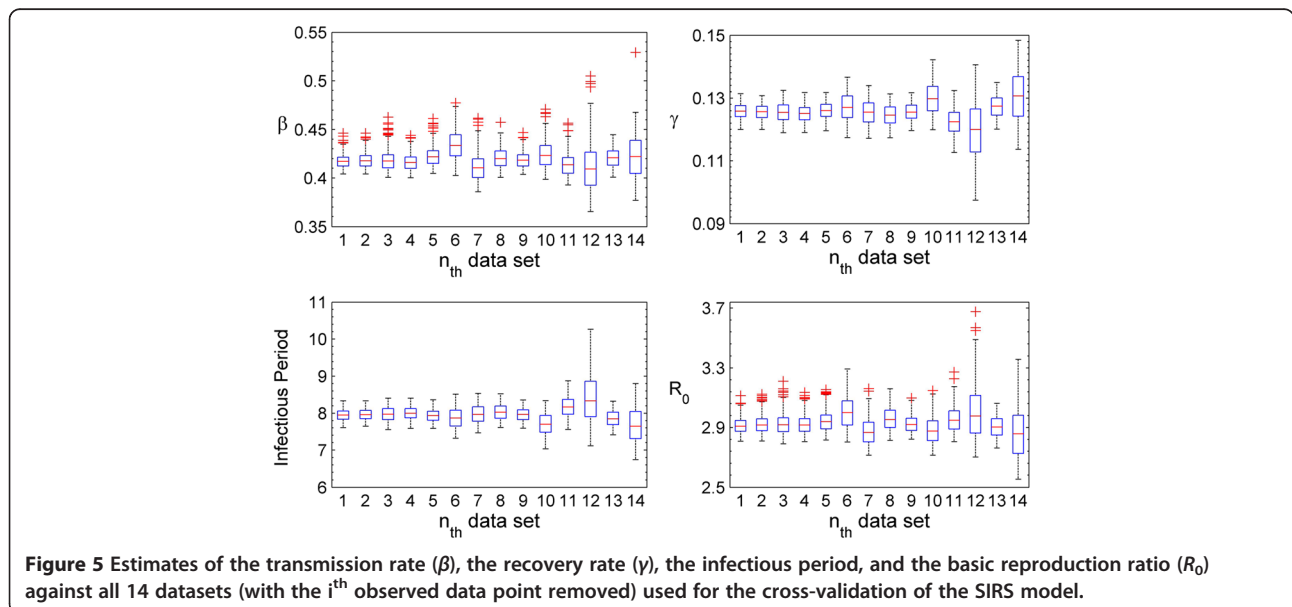 0.55
0.5
0.45
0.4
0.35
β
1 2 3 4 5 6 7 8 9 10 11 12 13 14
n_th data set
0.15
0.13
0.11
0.09
γ
1 2 3 4 5 6 7 8 9 10 11 12 13 14
n_th data set
11
10
9
8
7
6
Infectious Period
1 2 3 4 5 6 7 8 9 10 11 12 13 14
n_th data set
3.7
3.3
2.9
2.5
R_0
1 2 3 4 5 6 7 8 9 10 11 12 13 14
n_th data set
Figure 5 Estimates of the transmission rate (β), the recovery rate (γ), the infectious period, and the basic reproduction ratio (R_0)
against all 14 datasets (with the i^th observed data point removed) used for the cross-validation of the SIRS model.